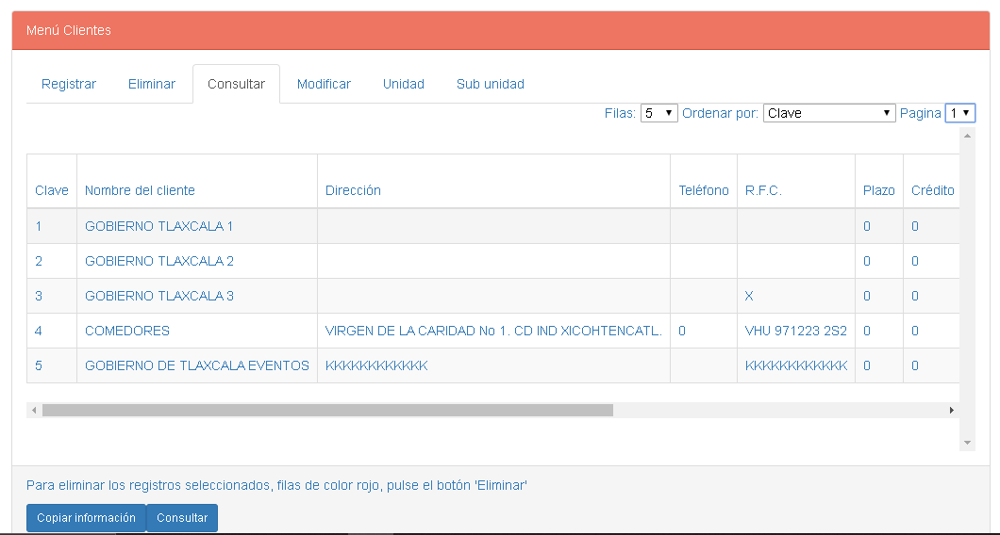 Menú Clientes
Registrar Eliminar Consultar Modificar Unidad Sub unidad
Filas: 5 Ordenar por: Clave Pagina 1
Clave Nombre del cliente Dirección Teléfono R.F.C. Plazo Crédito
1 GOBIERNO TLAXCALA 1 0 0
2 GOBIERNO TLAXCALA 2 0 0
3 GOBIERNO TLAXCALA 3 X 0 0
4 COMEDORES VIRGEN DE LA CARIDAD No 1. CD IND XICOHTENCATL. 0 VHU 971223 2S2 0 0
5 GOBIERNO DE TLAXCALA EVENTOS KKKKKKKKKKKK KKKKKKKKKKKK 0 0
Para eliminar los registros seleccionados, filas de color rojo, pulse el botón 'Eliminar'
Copiar información Consultar